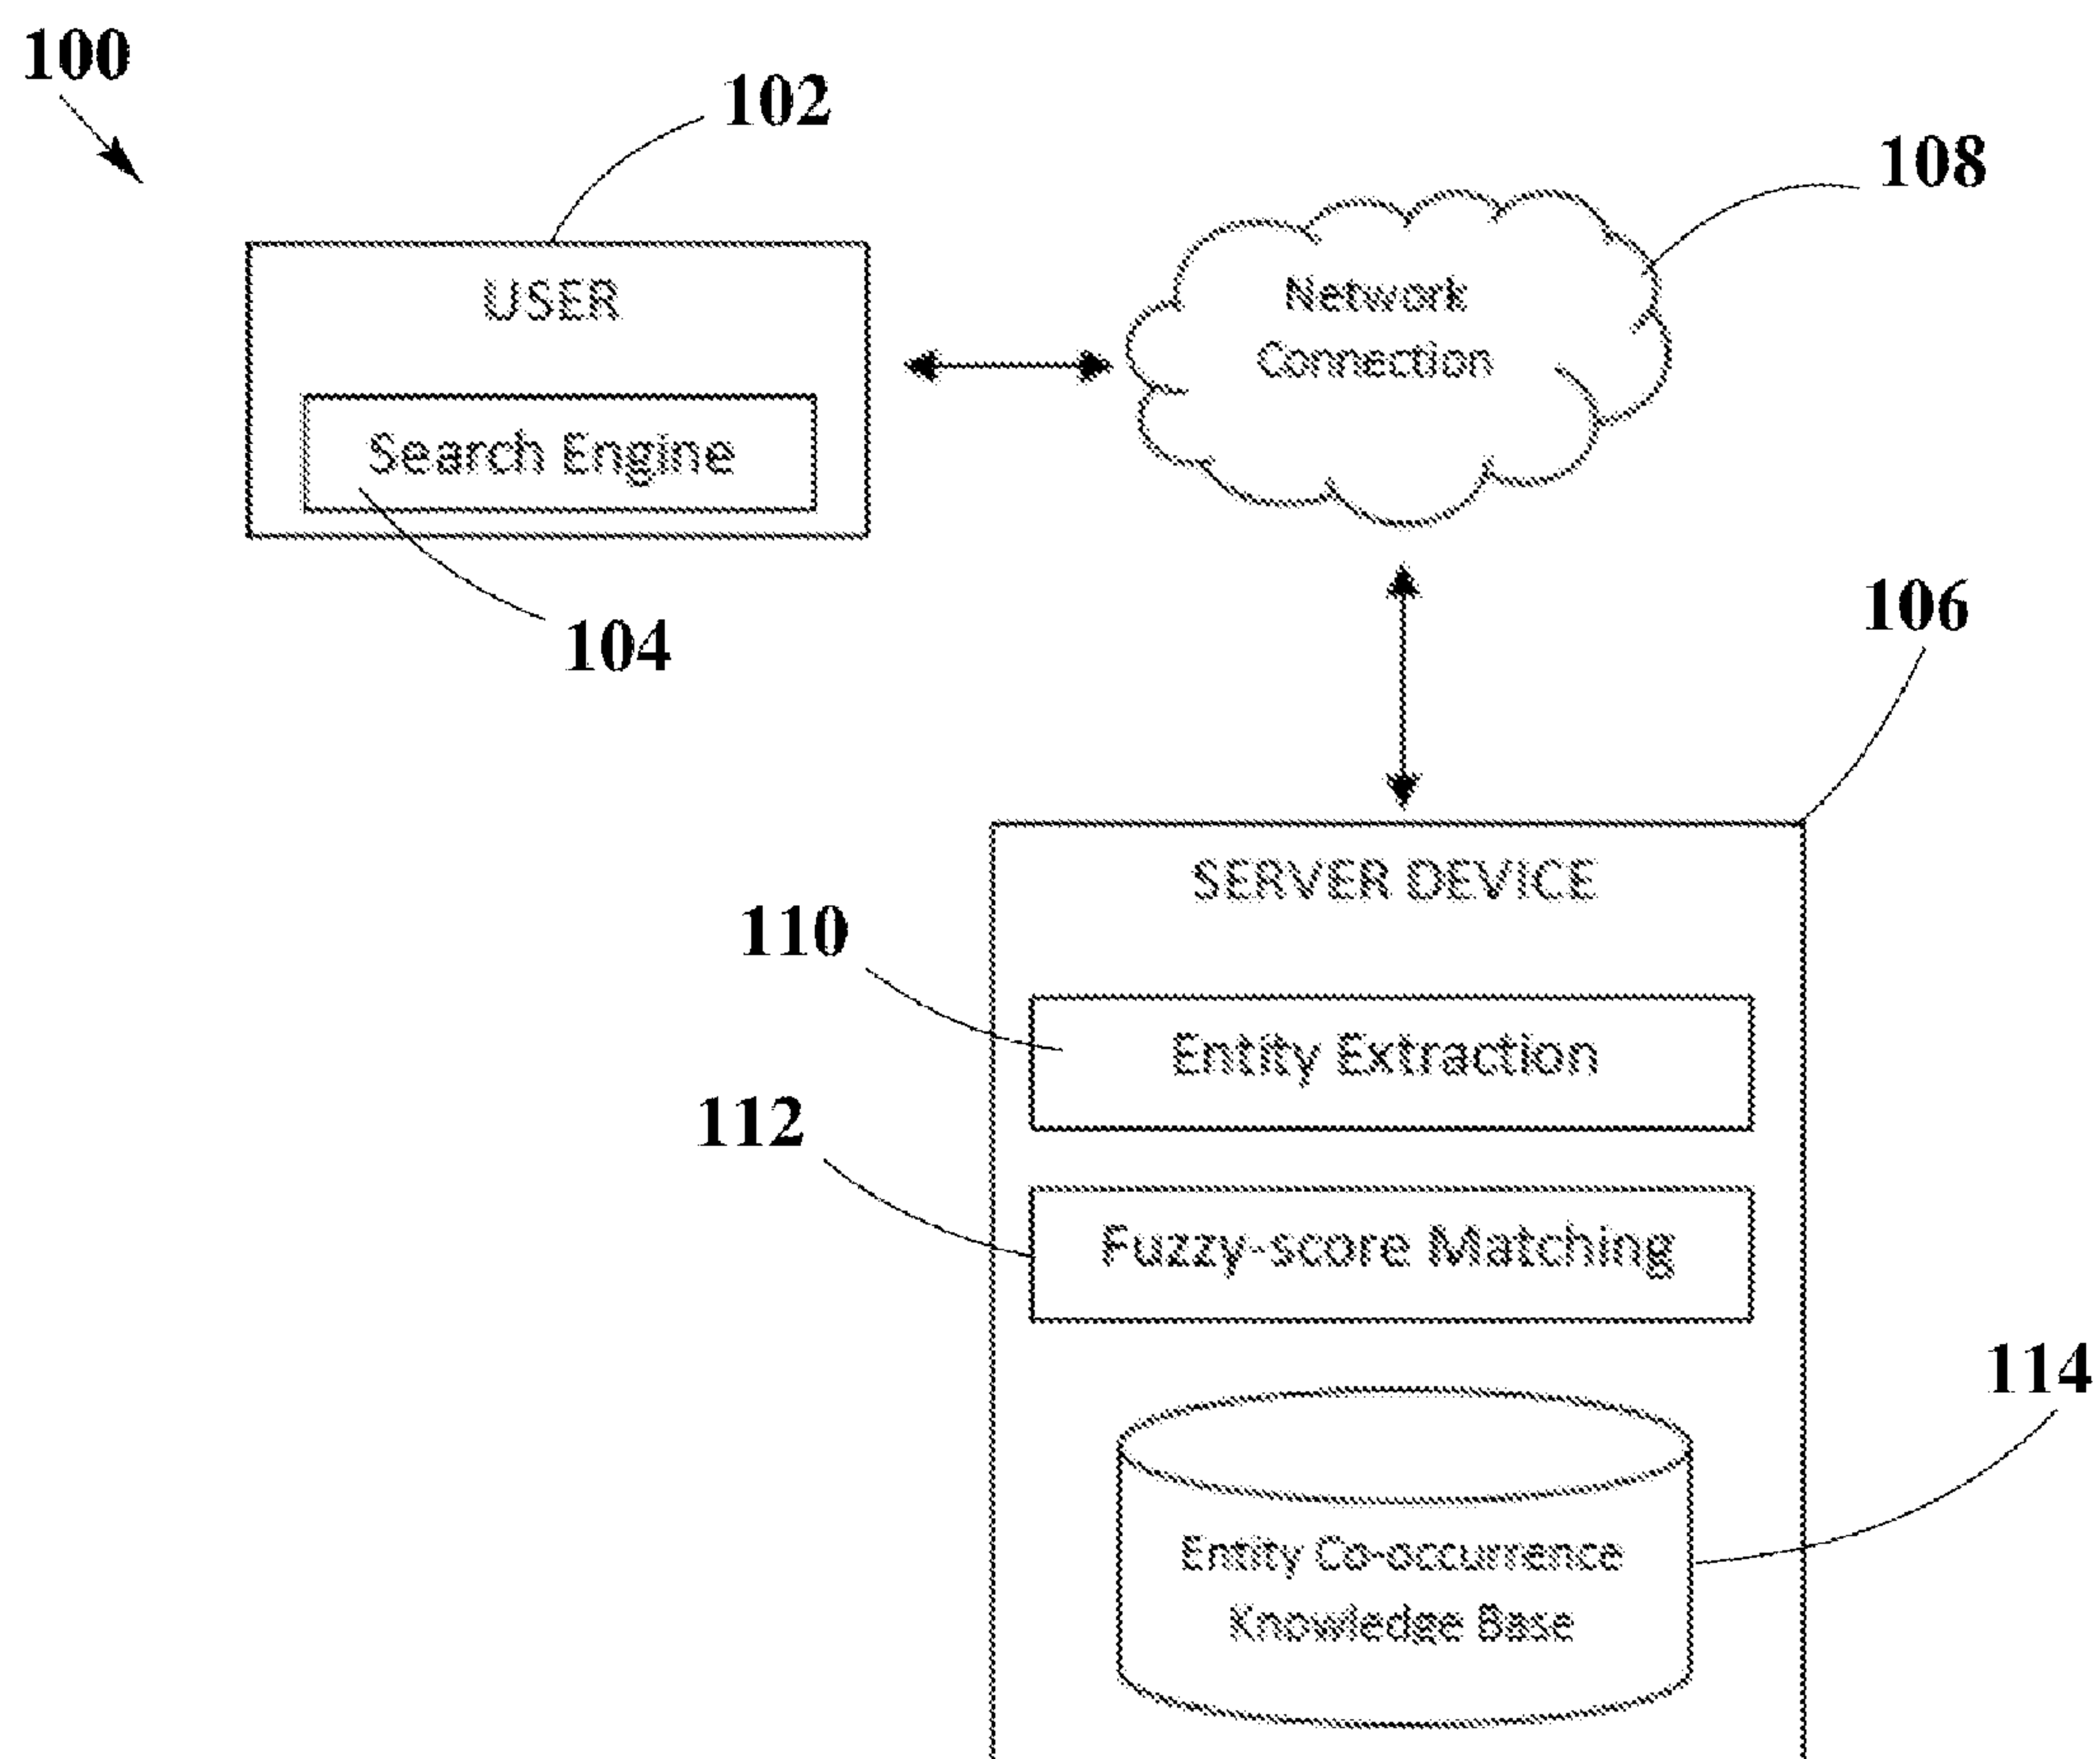 100
102
108
USER
Network
Connection
Search Engine
104
106
SERVER DEVICE
110
Entity Extraction
112
Fuzzy-score Matching
114
Entity Co-occurrence
Knowledge Base